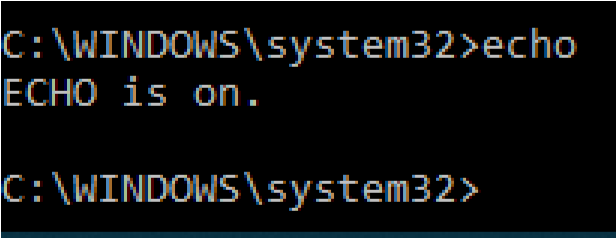 C:\WINDOWS\system32>echo
ECHO is on.
C:\WINDOWS\system32>